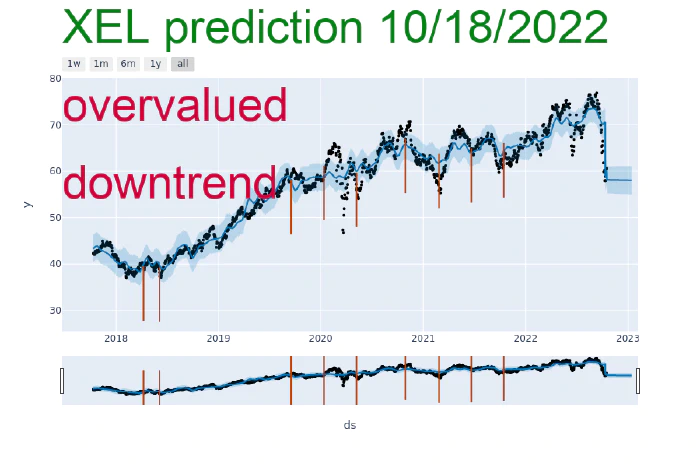 XEL prediction 10/18/2022
1w 1m 6m 1y all
80
overvalued
70
60
downtrend
y
50
40
30
2018 2019 2020 2021 2022 2023
ds